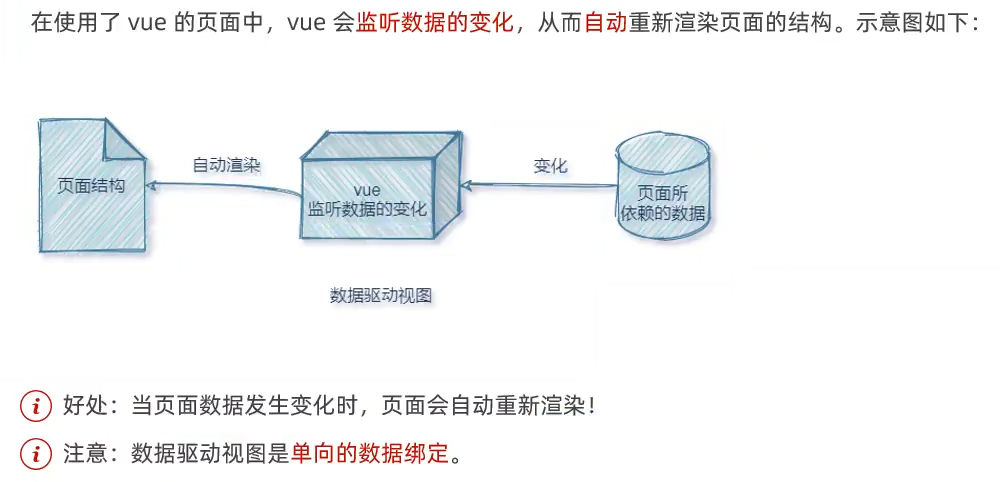 在使用了 vue 的页面中，vue 会监听数据的变化，从而自动重新渲染页面的结构。示意图如下：
页面结构
自动渲染
vue
监听数据的变化
变化
页面所
依赖的数据
数据驱动视图
i 好处：当页面数据发生变化时，页面会自动重新渲染！
i 注意：数据驱动视图是单向的数据绑定。